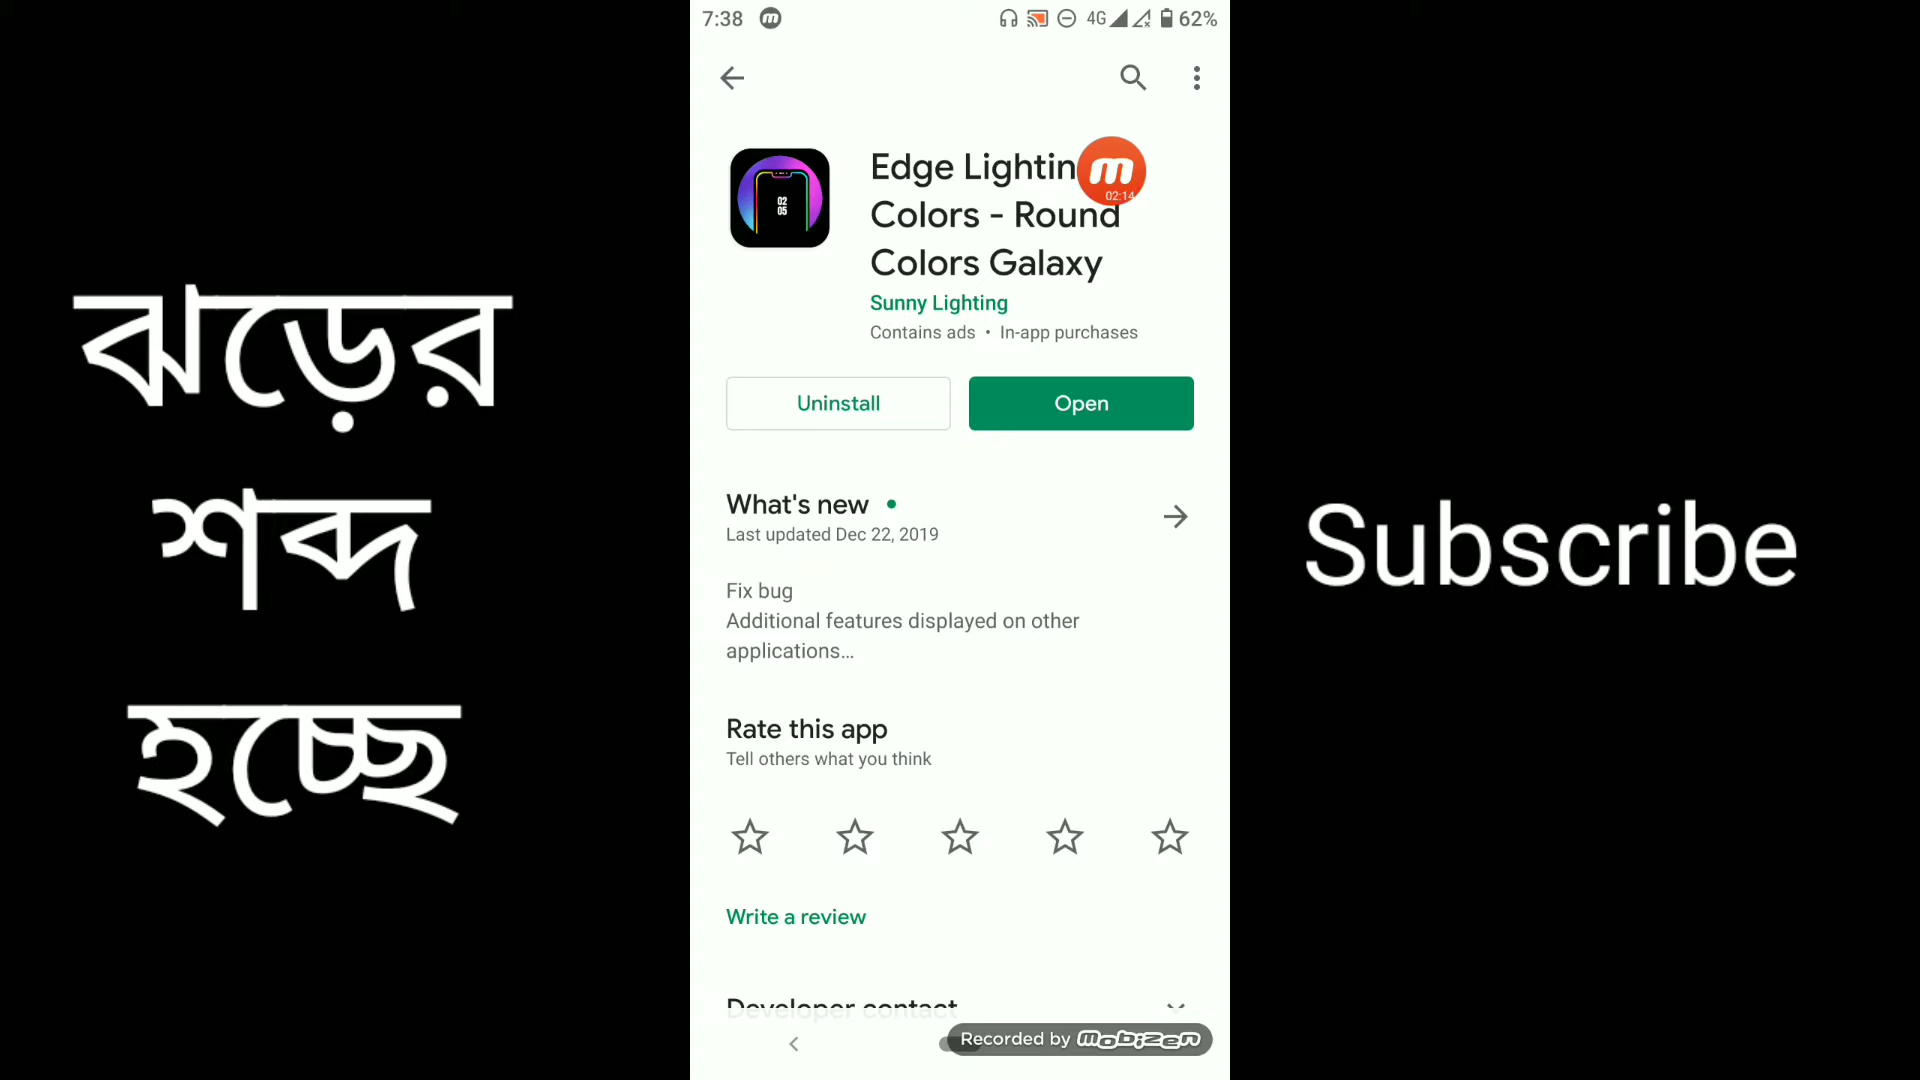 7:38 m 4G 62%
ঝড়ের
শব্দ
হচ্ছে
Edge Lightin
Colors - Round
Colors Galaxy
m
02:14
02
05
Sunny Lighting
Contains ads • In-app purchases
Uninstall Open
What's new
Last updated Dec 22, 2019
Fix bug
Additional features displayed on other
applications…
Rate this app
Tell others what you think
Write a review
Developer contact
Recorded by mobizen
Subscribe